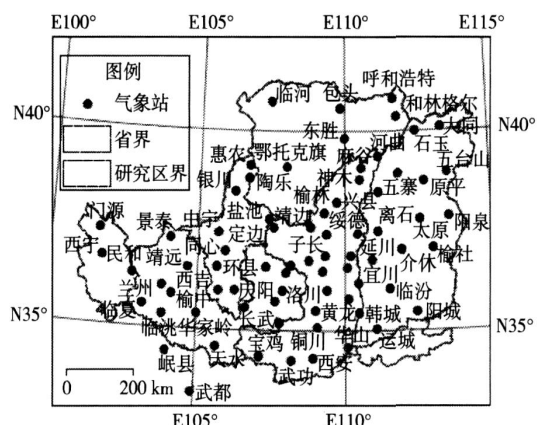 E100° E105° E110° E115°
图例
气象站
省界
研究区界
N40°
N40°
N35°
N35°
临河 包头 呼和浩特
和林格尔
东胜 大同
石玉
河曲
惠农 鄂托克旗 五台山
银川 陶乐 神木
五寨 原平
榆林 兴县
门源 景泰 中宁 盐池 靖边 绥德 离石 太原 阳泉
西宁 民和 靖远 同心 定边 子长 延川 介休 榆社
兰州 西吉 环县 宜川
临夏 榆中 庆阳 洛川 临汾
临洮 华家岭 长武 黄龙 韩城 阳城
岷县 天水 宝鸡 铜川 华山 运城
武功 西安
武都
0 200 km
E105° E110°